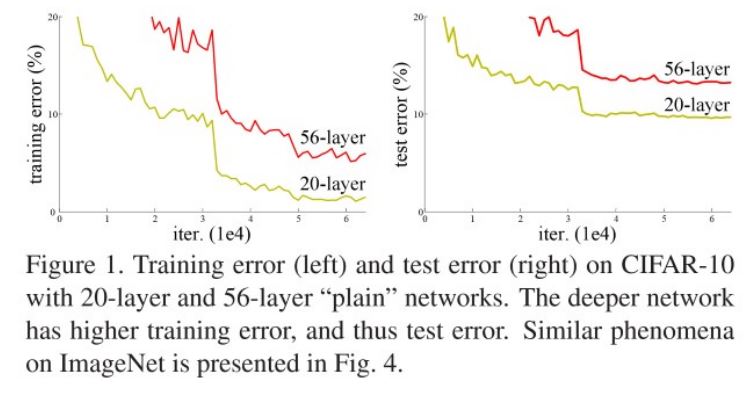 20
10
0
training error (%)
0 1 2 3 4 5 6
iter. (1e4)
56-layer
20-layer
20
10
0
test error (%)
0 1 2 3 4 5 6
iter. (1e4)
56-layer
20-layer
Figure 1. Training error (left) and test error (right) on CIFAR-10
with 20-layer and 56-layer “plain” networks. The deeper network
has higher training error, and thus test error. Similar phenomena
on ImageNet is presented in Fig. 4.